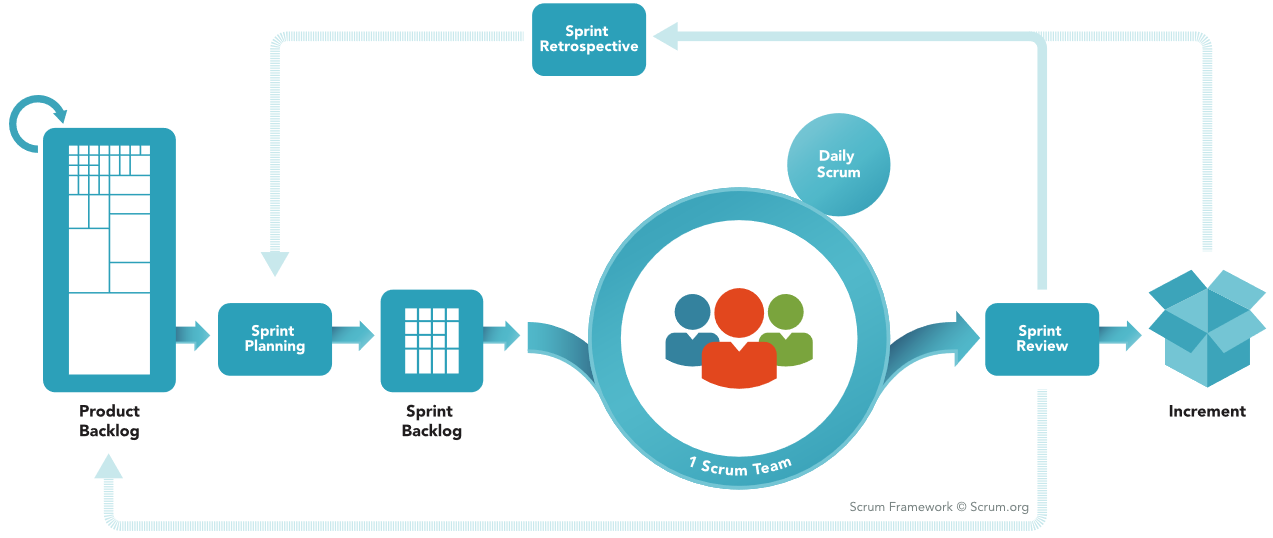 Sprint
Retrospective
Daily
Scrum
Sprint
Planning
Sprint
Review
Product
Backlog
Sprint
Backlog
Increment
1 Scrum Team
Scrum Framework © Scrum.org